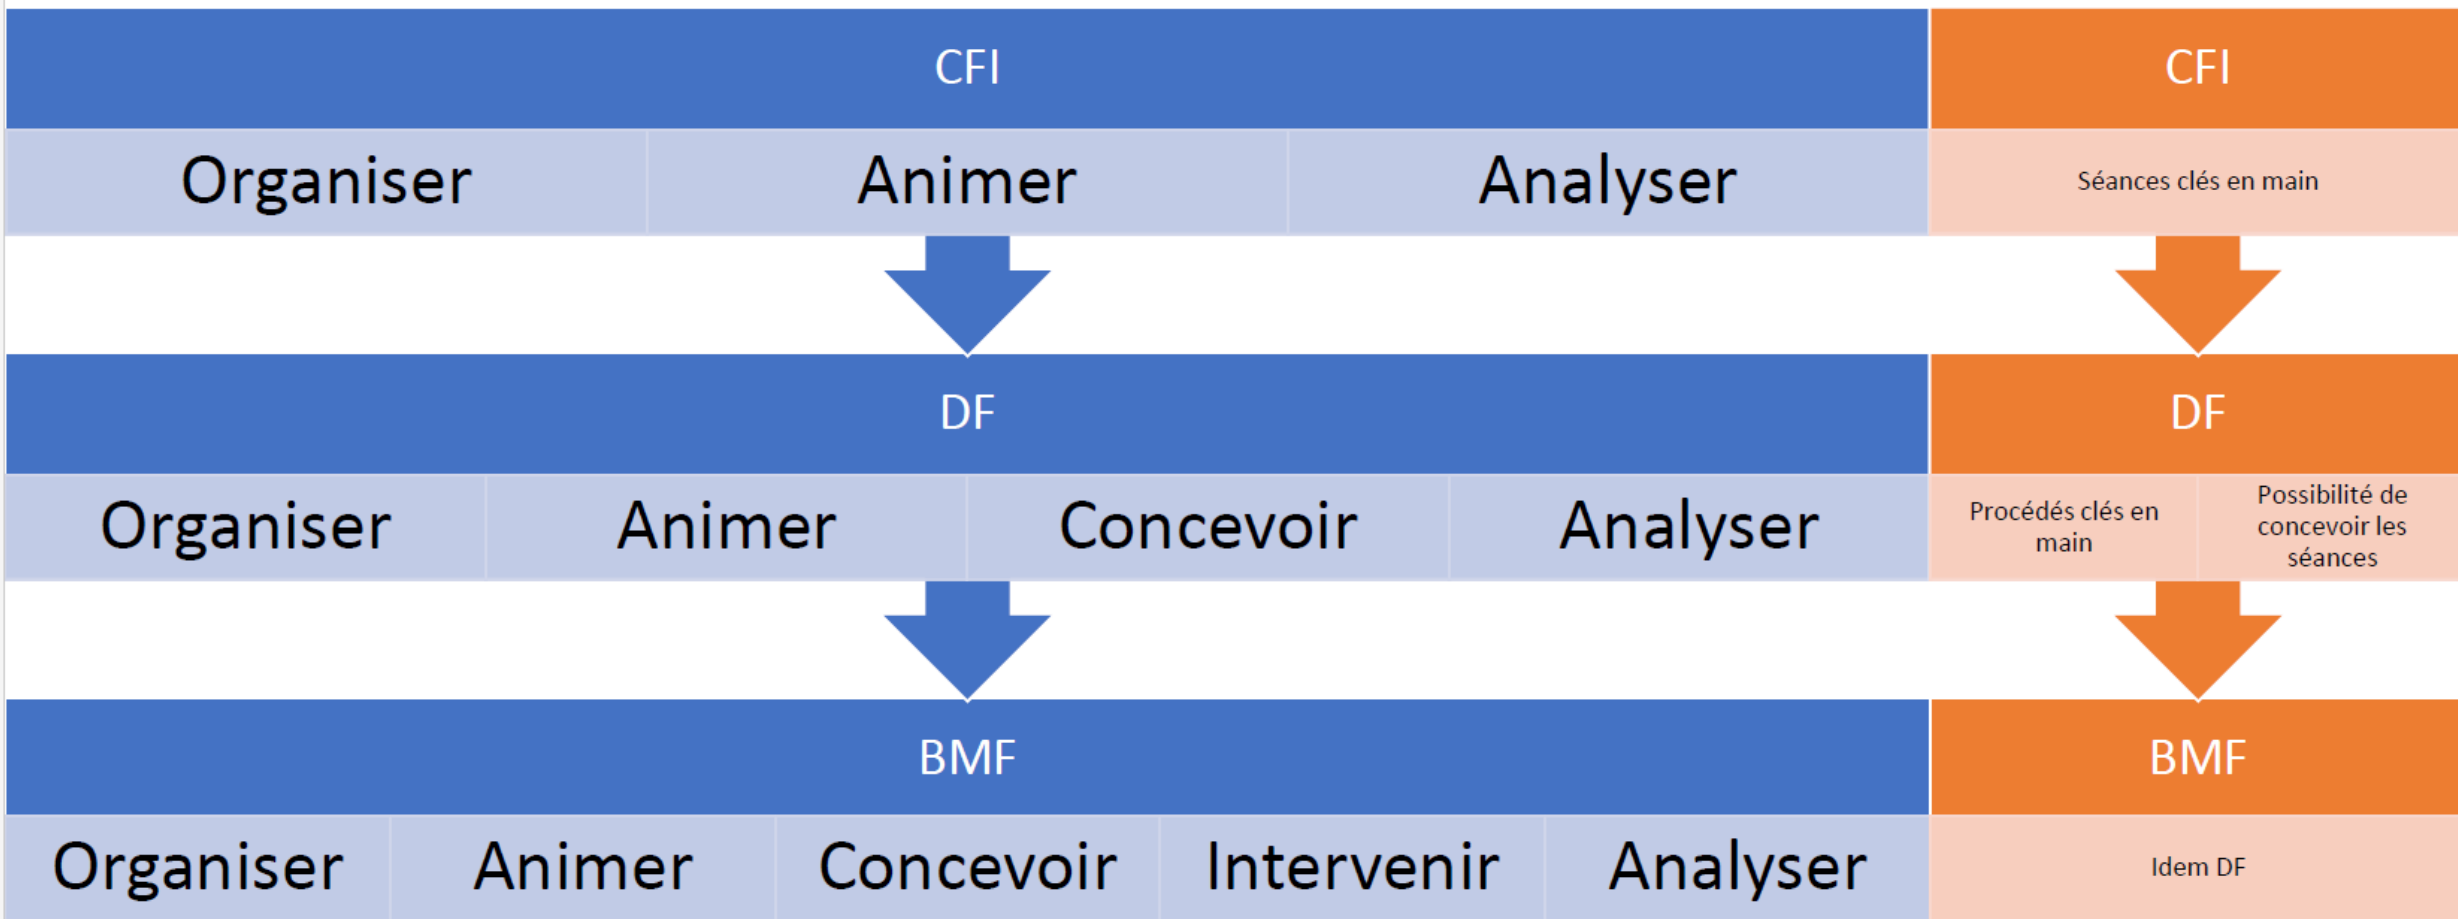 CFI
CFI
Organiser
Animer
Analyser
Séances clés en main
DF
DF
Organiser
Animer
Concevoir
Analyser
Procédés clés en
main
Possibilité de
concevoir les
séances
BMF
BMF
Organiser
Animer
Concevoir
Intervenir
Analyser
Idem DF